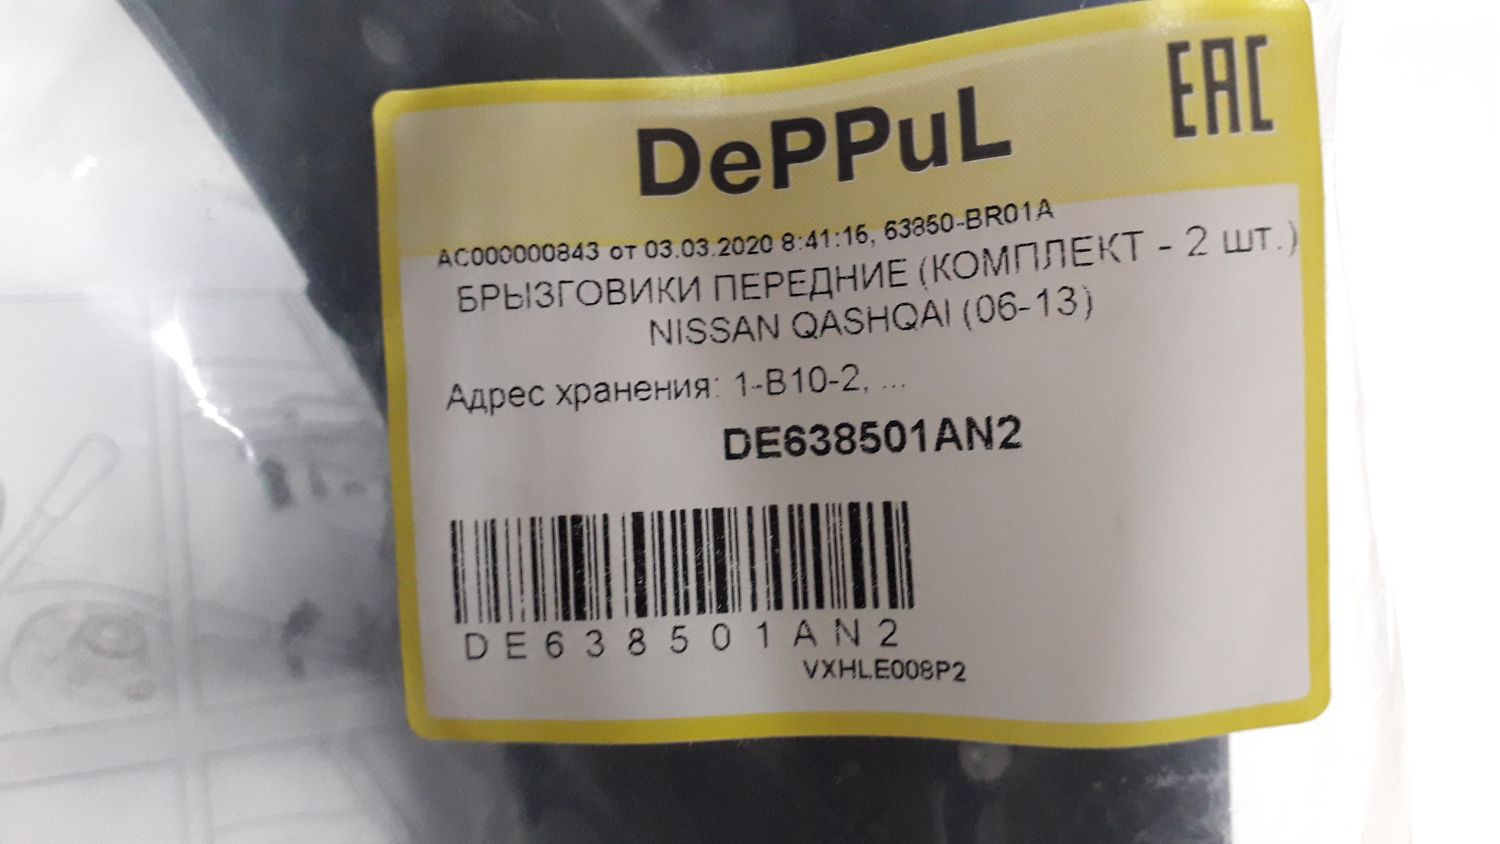 EAC
DePPuL
AC000000843 от 03.03.2020 8:41:15, 63850-BR01A
БРЫЗГОВИКИ ПЕРЕДНИЕ (КОМПЛЕКТ - 2 шт.)
NISSAN QASHQAI (06-13)
Адрес хранения: 1-B10-2, ...
DE638501AN2
DE638501AN2
VXHLE008P2